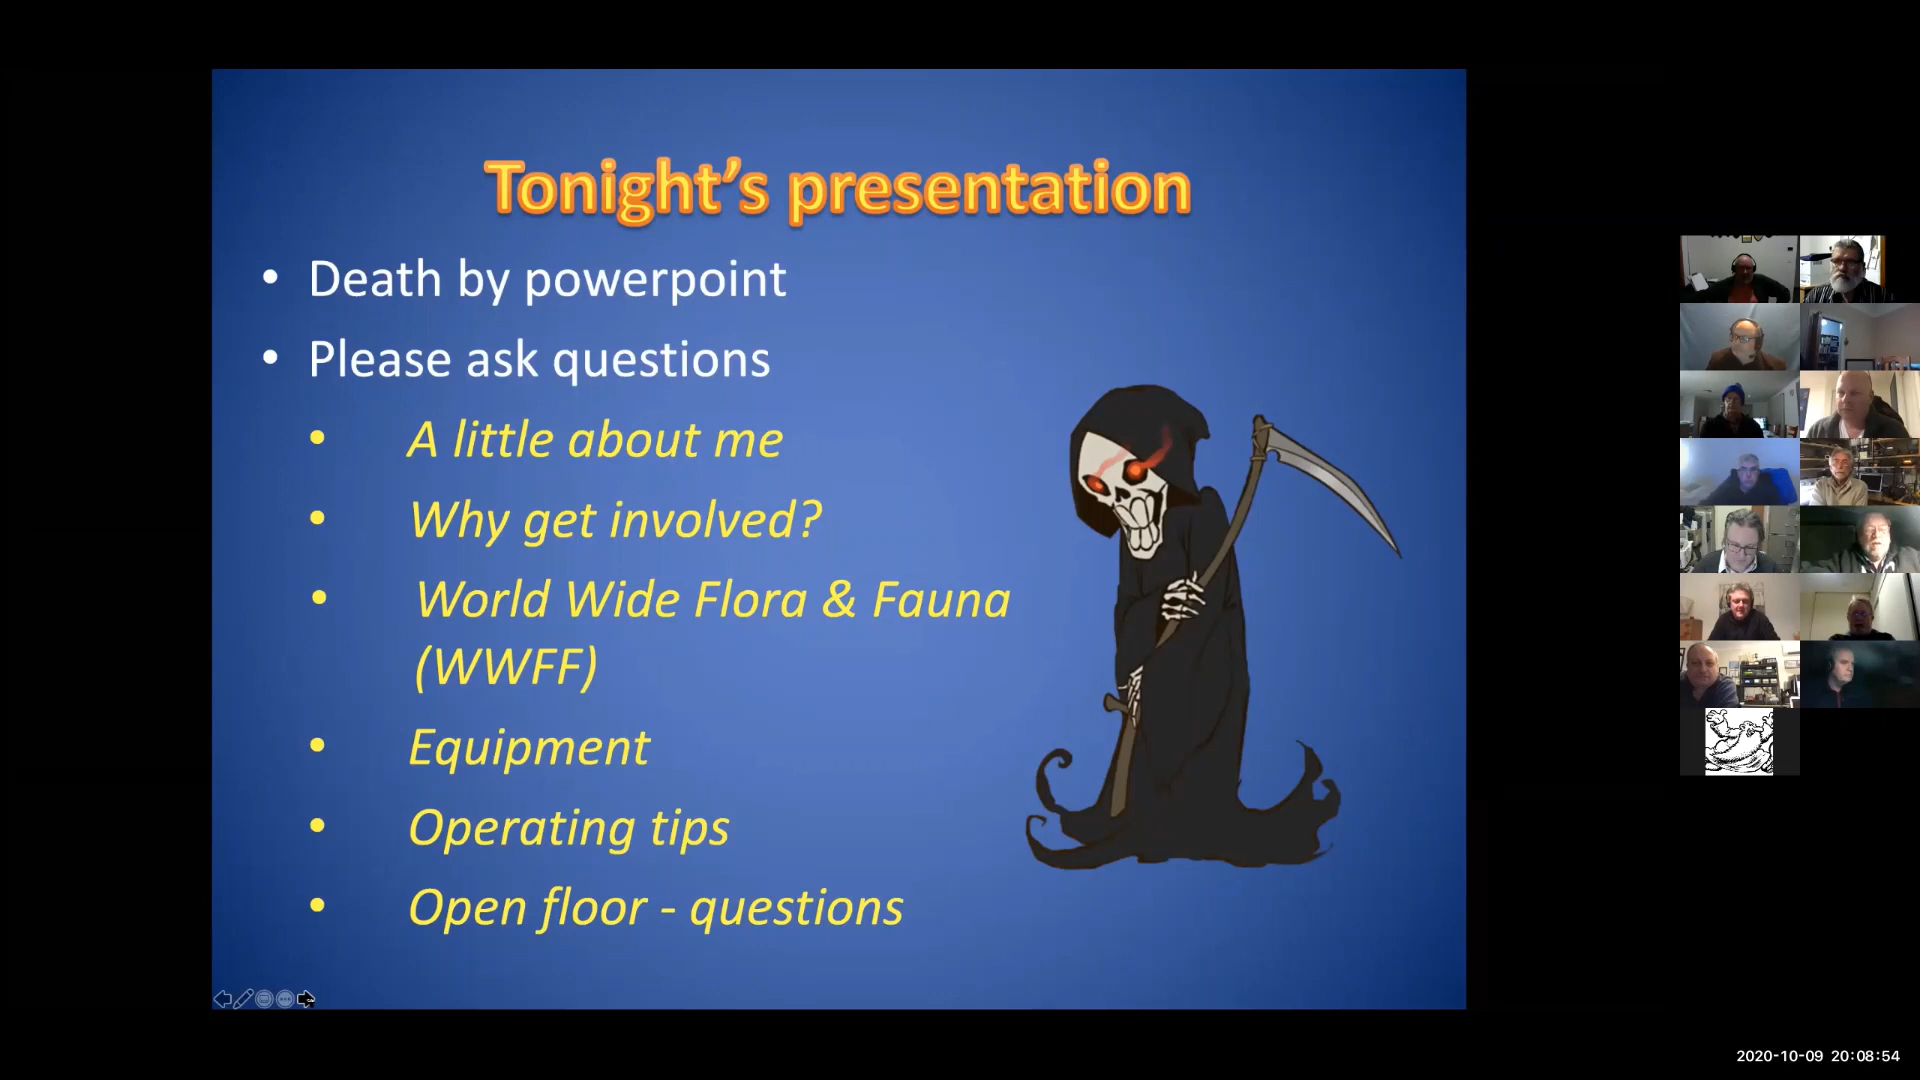 Tonight’s presentation
• Death by powerpoint
• Please ask questions
• A little about me
• Why get involved?
• World Wide Flora & Fauna
(WWFF)
• Equipment
• Operating tips
• Open floor - questions
2020-10-09 20:08:54